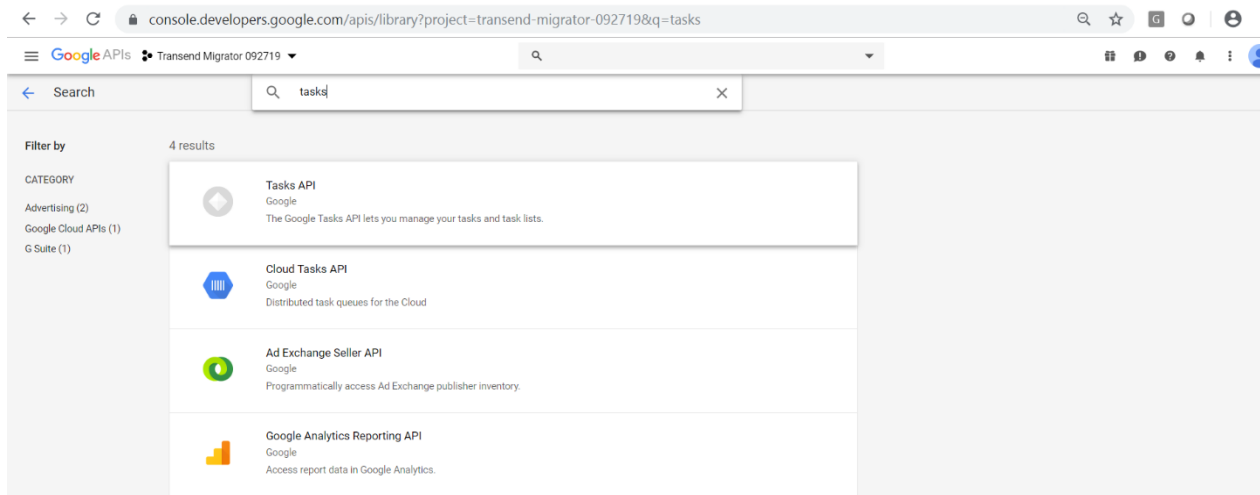 console.developers.google.com/apis/library?project=transend-migrator-092719&q=tasks
G
Google APIs Transend Migrator 092719
Search
tasks
Filter by
4 results
CATEGORY
Advertising (2)
Google Cloud APIs (1)
G Suite (1)
Tasks API
Google
The Google Tasks API lets you manage your tasks and task lists.
Cloud Tasks API
Google
Distributed task queues for the Cloud
Ad Exchange Seller API
Google
Programmatically access Ad Exchange publisher inventory.
Google Analytics Reporting API
Google
Access report data in Google Analytics.